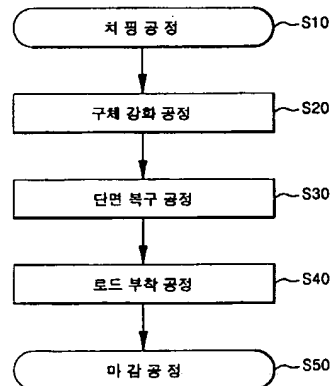 치 핑 공 정 S10
구체 강화 공정 S20
단면 복구 공정 S30
로드 부착 공정 S40
마 감 공 정 S50